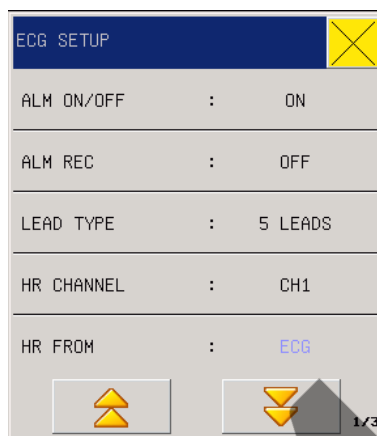 ECG SETUP
ALM ON/OFF : ON
ALM REC : OFF
LEAD TYPE : 5 LEADS
HR CHANNEL : CH1
HR FROM : ECG
1/3